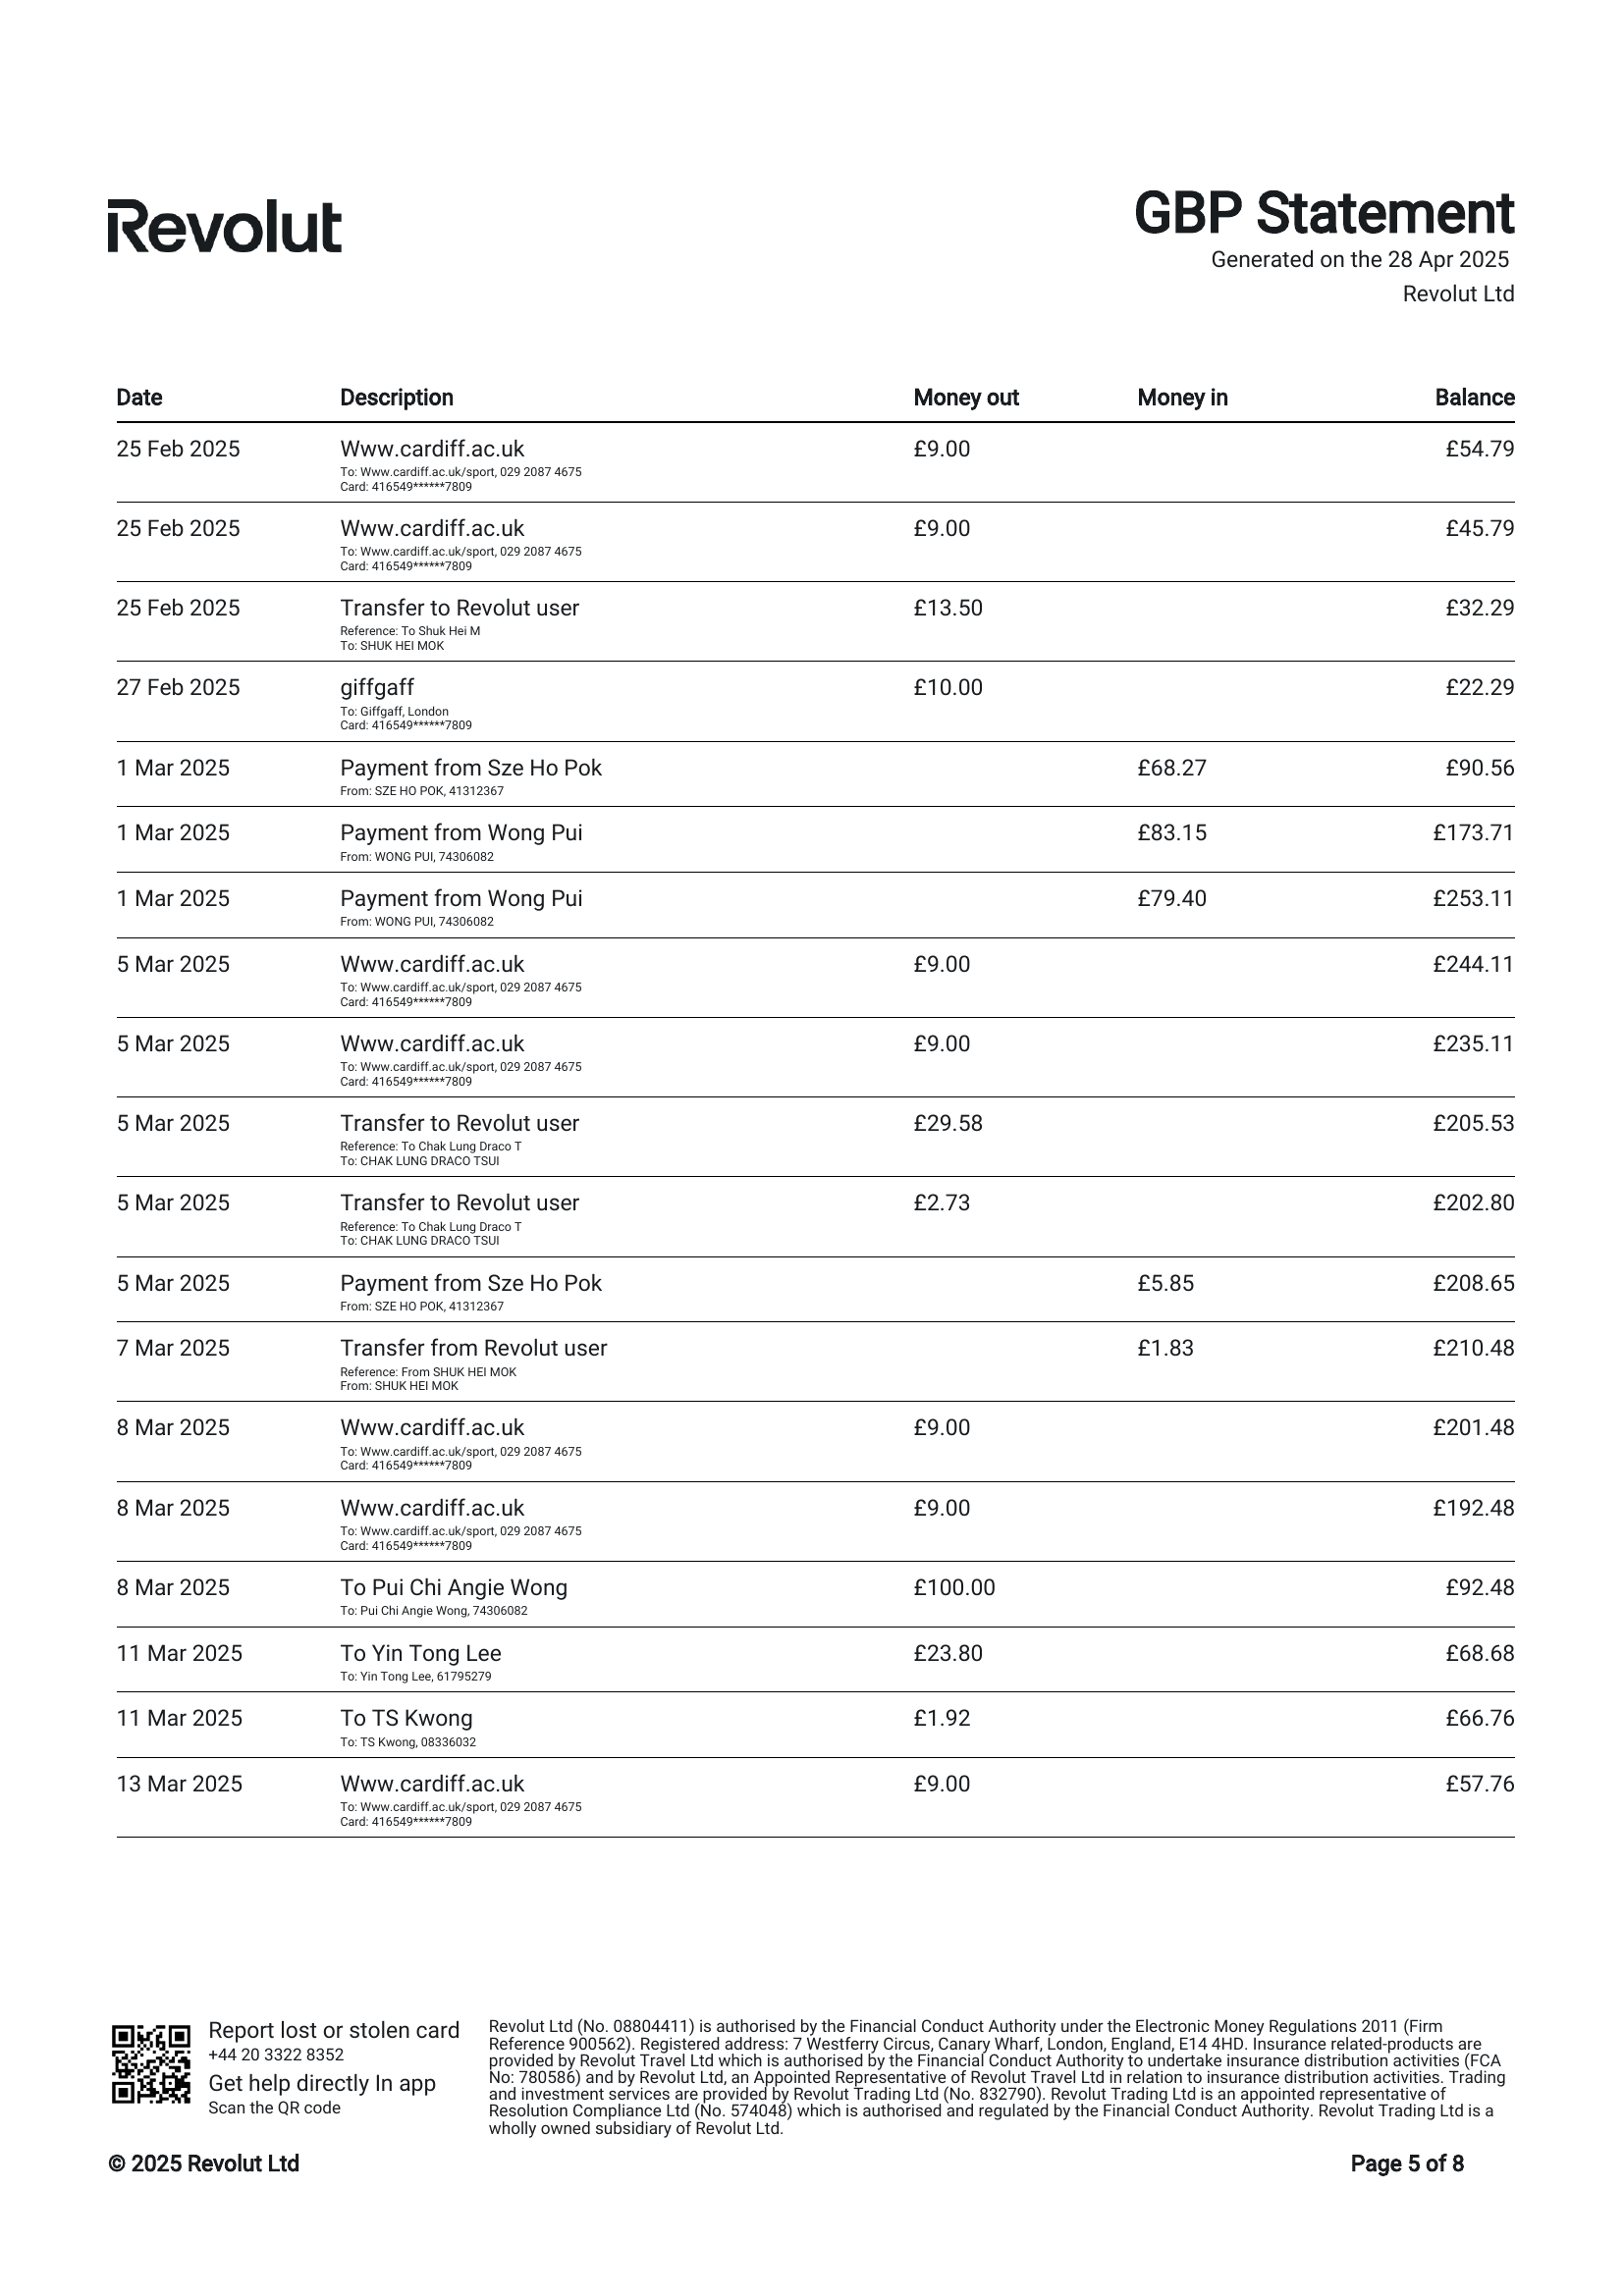 Revolut
GBP Statement
Generated on the 28 Apr 2025
Revolut Ltd
Date Description Money out Money in Balance
25 Feb 2025 Www.cardiff.ac.uk £9.00 £54.79
To: Www.cardiff.ac.uk/sport, 029 2087 4675
Card: 416549******7809
25 Feb 2025 Www.cardiff.ac.uk £9.00 £45.79
To: Www.cardiff.ac.uk/sport, 029 2087 4675
Card: 416549******7809
25 Feb 2025 Transfer to Revolut user £13.50 £32.29
Reference: To Shuk Hei M
To: SHUK HEI MOK
27 Feb 2025 giffgaff £10.00 £22.29
To: Giffgaff, London
Card: 416549******7809
1 Mar 2025 Payment from Sze Ho Pok £68.27 £90.56
From: SZE HO POK, 41312367
1 Mar 2025 Payment from Wong Pui £83.15 £173.71
From: WONG PUI, 74306082
1 Mar 2025 Payment from Wong Pui £79.40 £253.11
From: WONG PUI, 74306082
5 Mar 2025 Www.cardiff.ac.uk £9.00 £244.11
To: Www.cardiff.ac.uk/sport, 029 2087 4675
Card: 416549******7809
5 Mar 2025 Www.cardiff.ac.uk £9.00 £235.11
To: Www.cardiff.ac.uk/sport, 029 2087 4675
Card: 416549******7809
5 Mar 2025 Transfer to Revolut user £29.58 £205.53
Reference: To Chak Lung Draco T
To: CHAK LUNG DRACO TSUI
5 Mar 2025 Transfer to Revolut user £2.73 £202.80
Reference: To Chak Lung Draco T
To: CHAK LUNG DRACO TSUI
5 Mar 2025 Payment from Sze Ho Pok £5.85 £208.65
From: SZE HO POK, 41312367
7 Mar 2025 Transfer from Revolut user £1.83 £210.48
Reference: From SHUK HEI MOK
From: SHUK HEI MOK
8 Mar 2025 Www.cardiff.ac.uk £9.00 £201.48
To: Www.cardiff.ac.uk/sport, 029 2087 4675
Card: 416549******7809
8 Mar 2025 Www.cardiff.ac.uk £9.00 £192.48
To: Www.cardiff.ac.uk/sport, 029 2087 4675
Card: 416549******7809
8 Mar 2025 To Pui Chi Angie Wong £100.00 £92.48
To: Pui Chi Angie Wong, 74306082
11 Mar 2025 To Yin Tong Lee £23.80 £68.68
To: Yin Tong Lee, 61795279
11 Mar 2025 To TS Kwong £1.92 £66.76
To: TS Kwong, 08336032
13 Mar 2025 Www.cardiff.ac.uk £9.00 £57.76
To: Www.cardiff.ac.uk/sport, 029 2087 4675
Card: 416549******7809
Report lost or stolen card
+44 20 3322 8352
Get help directly In app
Scan the QR code
Revolut Ltd (No. 08804411) is authorised by the Financial Conduct Authority under the Electronic Money Regulations 2011 (Firm
Reference 900562). Registered address: 7 Westferry Circus, Canary Wharf, London, England, E14 4HD. Insurance related-products are
provided by Revolut Travel Ltd which is authorised by the Financial Conduct Authority to undertake insurance distribution activities (FCA
No: 780586) and by Revolut Ltd, an Appointed Representative of Revolut Travel Ltd in relation to insurance distribution activities. Trading
and investment services are provided by Revolut Trading Ltd (No. 832790). Revolut Trading Ltd is an appointed representative of
Resolution Compliance Ltd (No. 574048) which is authorised and regulated by the Financial Conduct Authority. Revolut Trading Ltd is a
wholly owned subsidiary of Revolut Ltd.
© 2025 Revolut Ltd
Page 5 of 8